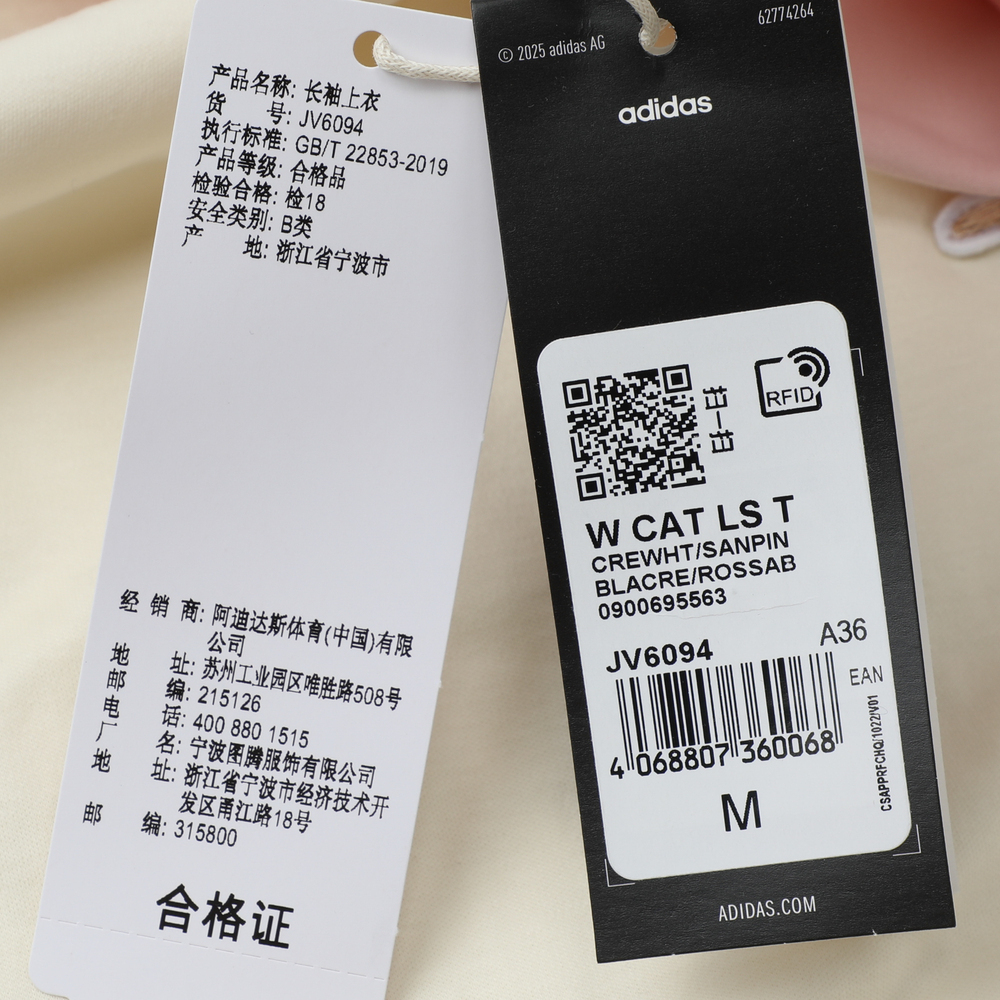 产品名称: 长袖上衣
货 号: JV6094
执行标准: GB/T 22853-2019
产品等级: 合格品
检验合格: 检18
安全类别: B类
产 地: 浙江省宁波市
经 销 商: 阿迪达斯体育(中国)有限
公司
地 址: 苏州工业园区唯胜路508号
邮 编: 215126
电 话: 400 880 1515
厂 名: 宁波图腾服饰有限公司
地 址: 浙江省宁波市经济技术开
发区甬江路18号
邮 编: 315800
合格证
© 2025 adidas AG
62774264
adidas
扫一扫
RFID
W CAT LS T
CREWHT/SANPIN
BLACRE/ROSSAB
0900695563
JV6094
A36
EAN
4 068807 360068
CSAPPRFCHQ/1022/V01
M
ADIDAS.COM